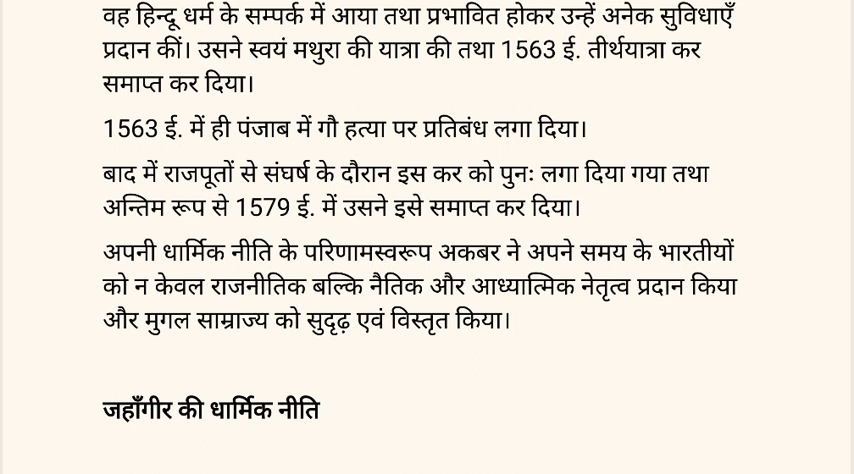 वह हिन्दू धर्म के सम्पर्क में आया तथा प्रभावित होकर उन्हें अनेक सुविधाएँ
प्रदान कीं। उसने स्वयं मथुरा की यात्रा की तथा 1563 ई. तीर्थयात्रा कर
समाप्त कर दिया।
1563 ई. में ही पंजाब में गौ हत्या पर प्रतिबंध लगा दिया।
बाद में राजपूतों से संघर्ष के दौरान इस कर को पुनः लगा दिया गया तथा
अन्तिम रूप से 1579 ई. में उसने इसे समाप्त कर दिया।
अपनी धार्मिक नीति के परिणामस्वरूप अकबर ने अपने समय के भारतीयों
को न केवल राजनीतिक बल्कि नैतिक और आध्यात्मिक नेतृत्व प्रदान किया
और मुगल साम्राज्य को सुदृढ़ एवं विस्तृत किया।
जहाँगीर की धार्मिक नीति